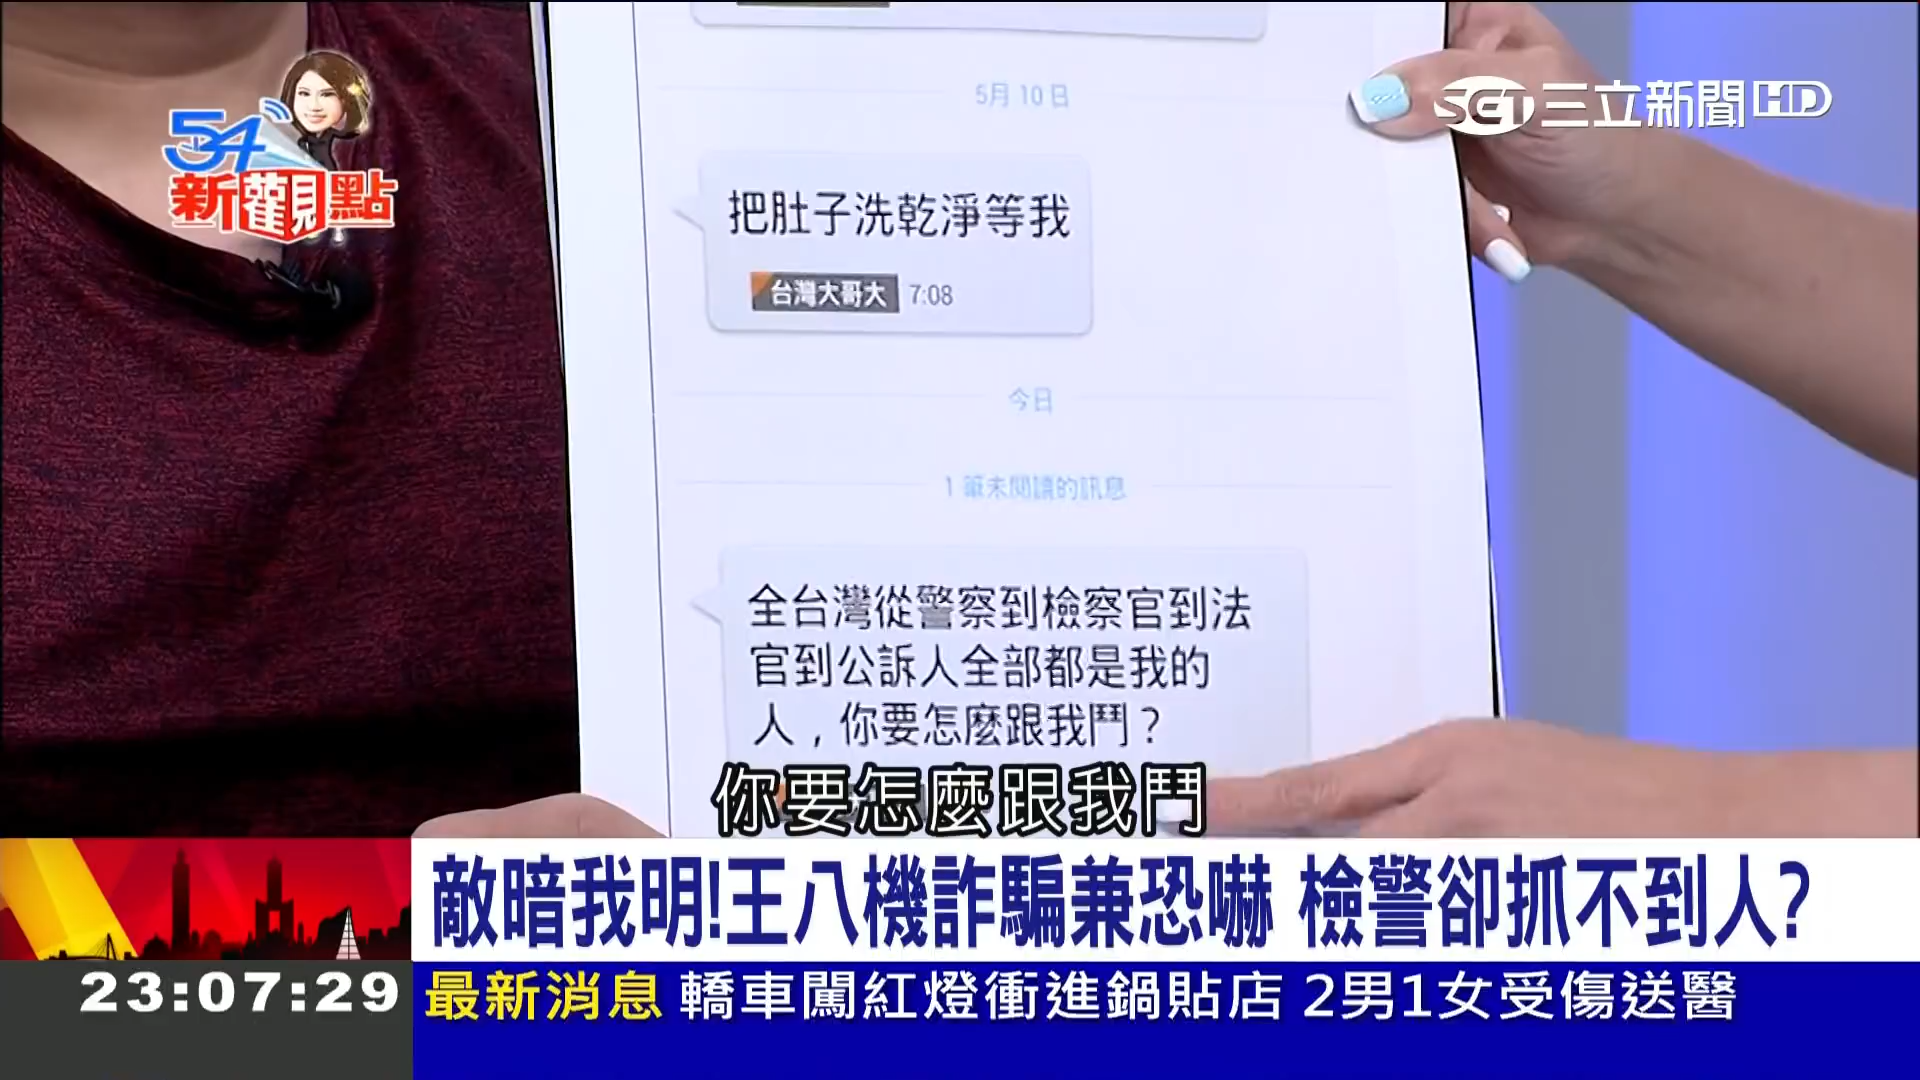 54
新觀點
SET三立新聞HD
5月 10 日
把肚子洗乾淨等我
台灣大哥大 7:08
今日
1 筆未閱讀的訊息
全台灣從警察到檢察官到法
官到公訴人全部都是我的
人，你要怎麼跟我鬥？
你要怎麼跟我鬥
敵暗我明!王八機詐騙兼恐嚇 檢警卻抓不到人?
23:07:29
最新消息 轎車闖紅燈衝進鍋貼店 2男1女受傷送醫